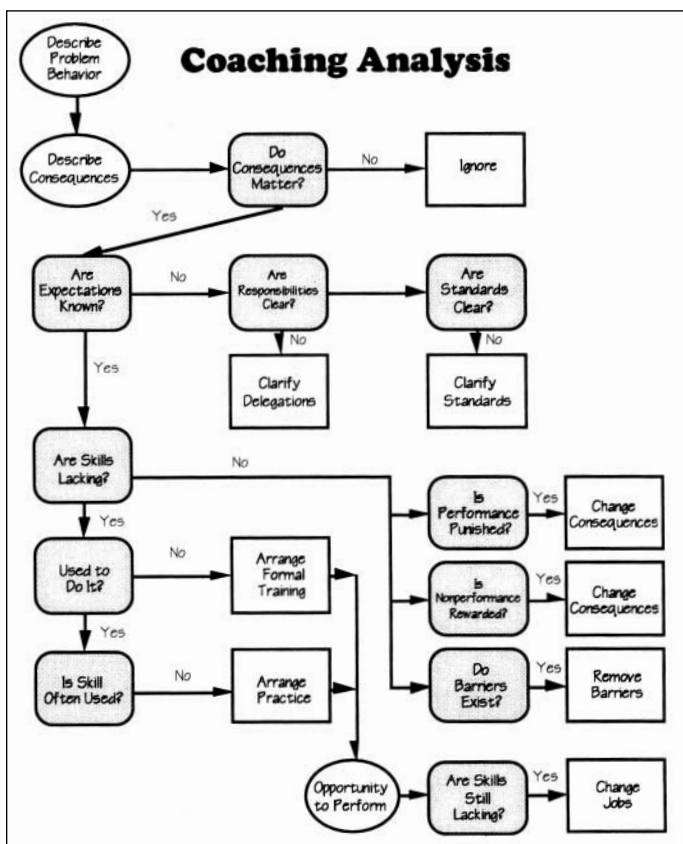 Coaching Analysis
Describe
Problem
Behavior
Describe
Consequences
Do
Consequences
Matter?
No
Ignore
Yes
Are
Expectations
Known?
No
Are
Responsibilities
Clear?
Are
Standards
Clear?
Yes
No
No
Clarify
Delegations
Clarify
Standards
Are Skills
Lacking?
No
Is
Performance
Punished?
Yes
Change
Consequences
Yes
Used to
Do It?
No
Arrange
Formal
Training
Is
Nonperformance
Rewarded?
Yes
Change
Consequences
Yes
Is Skill
Often Used?
No
Arrange
Practice
Do
Barriers
Exist?
Yes
Remove
Barriers
Opportunity
to Perform
Are Skills
Still
Lacking?
Yes
Change
Jobs